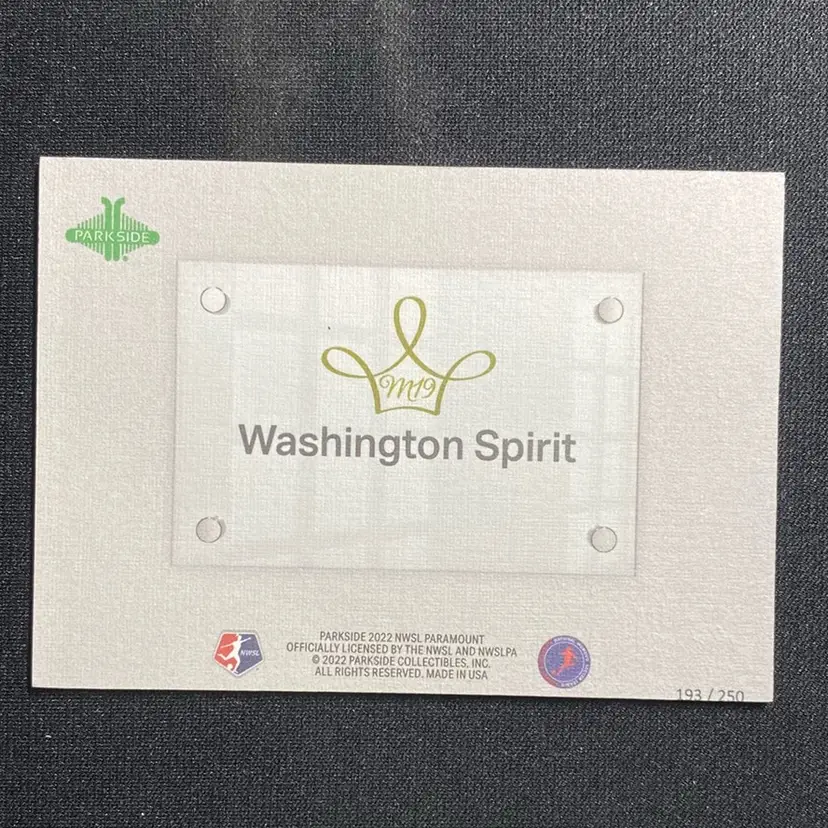 PARKSIDE
M19
Washington Spirit
NWSL
PARKSIDE 2022 NWSL PARAMOUNT
OFFICIALLY LICENSED BY THE NWSL AND NWSLPA
© 2022 PARKSIDE COLLECTIBLES, INC.
ALL RIGHTS RESERVED. MADE IN USA
193 / 250